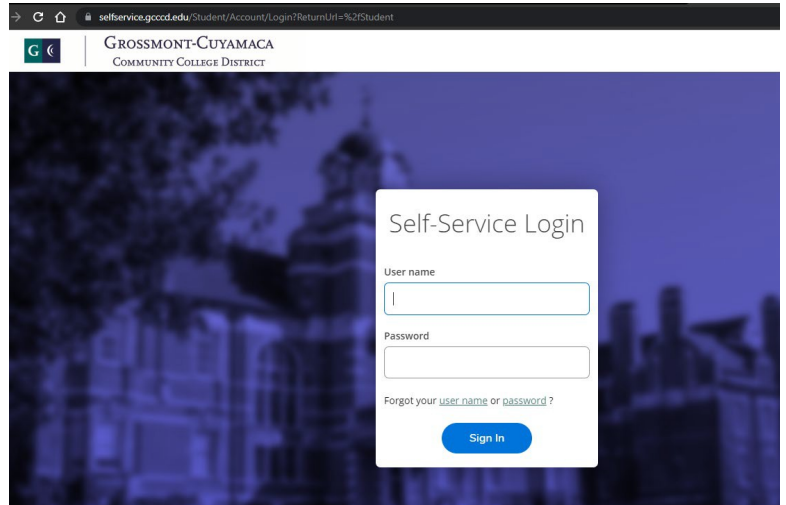 selfservice.gcccd.edu/Student/Account/Login?ReturnUrl=%2fStudent
G
GROSSMONT-CUYAMACA
COMMUNITY COLLEGE DISTRICT
Self-Service Login
User name
Password
Forgot your user name or password ?
Sign In